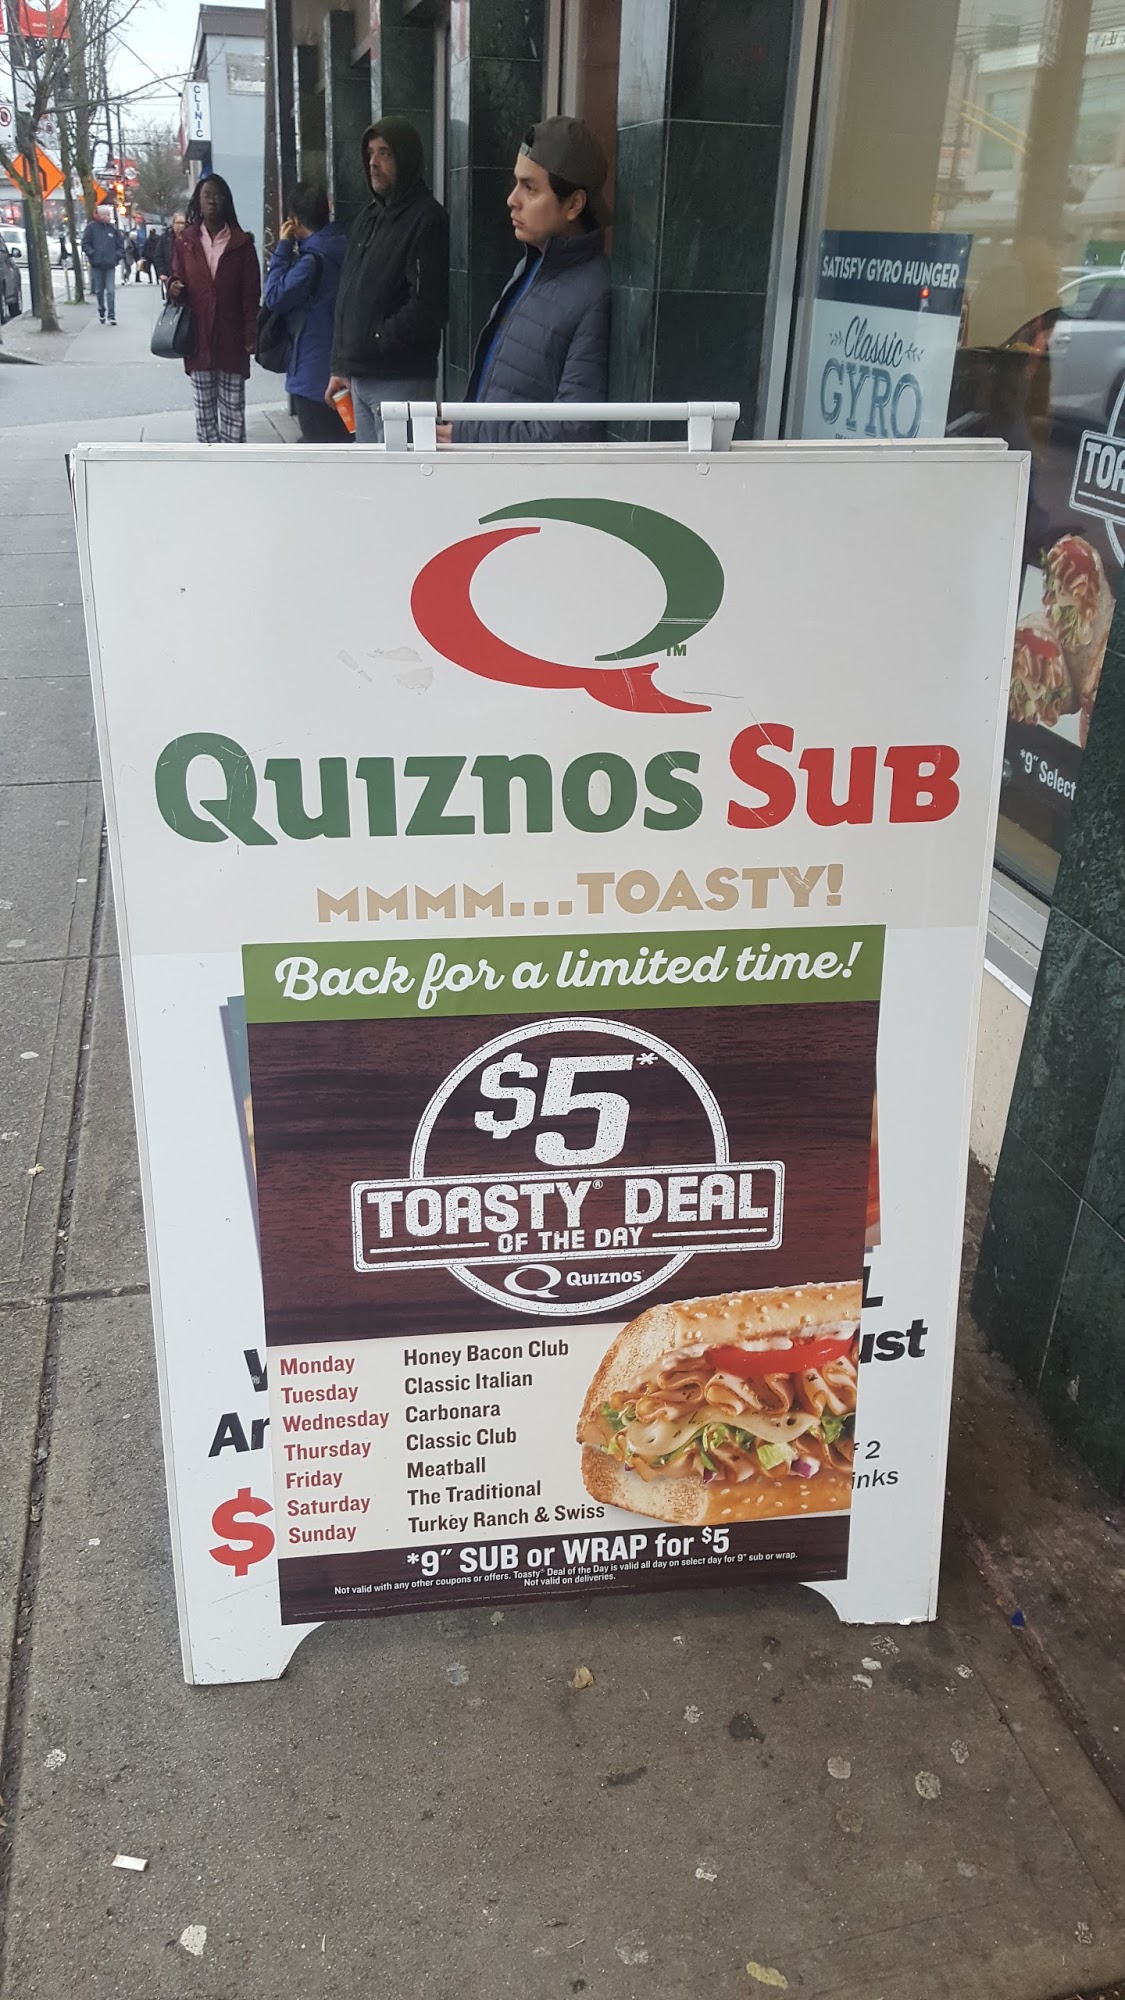 CLINIC
SATISFY GYRO HUNGER
Classic
GYRO
TM
QUIZNOS SUB
MMMM...TOASTY!
Back for a limited time!
$5*
TOASTY® DEAL
OF THE DAY
QUIZNOS
Monday Honey Bacon Club
Tuesday Classic Italian
Wednesday Carbonara
Thursday Classic Club
Friday Meatball
Saturday The Traditional
Sunday Turkey Ranch & Swiss
*9" SUB or WRAP for $5
Not valid with any other coupons or offers. Toasty® Deal of the Day is valid all day on select day for 9" sub or wrap.
Not valid on deliveries.
$
*9" Select